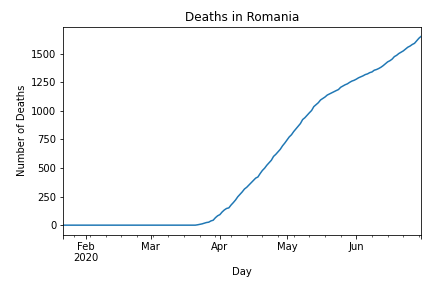 Deaths in Romania
Number of Deaths
1500
1250
1000
750
500
250
0
Feb
2020
Mar
Apr
May
Jun
Day